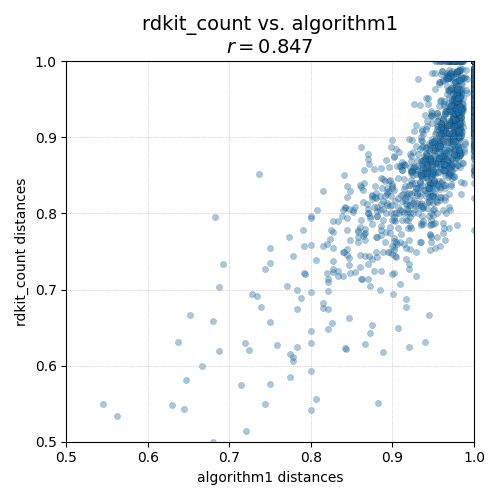 rdkit_count vs. algorithm1
r = 0.847
1.0
0.9
0.8
0.7
0.6
0.5
rdkit_count distances
0.5 0.6 0.7 0.8 0.9 1.0
algorithm1 distances